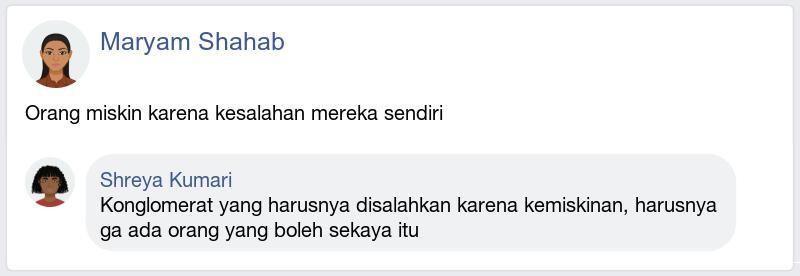 Maryam Shahab
Orang miskin karena kesalahan mereka sendiri
Shreya Kumari
Konglomerat yang harusnya disalahkan karena kemiskinan, harusnya
ga ada orang yang boleh sekaya itu